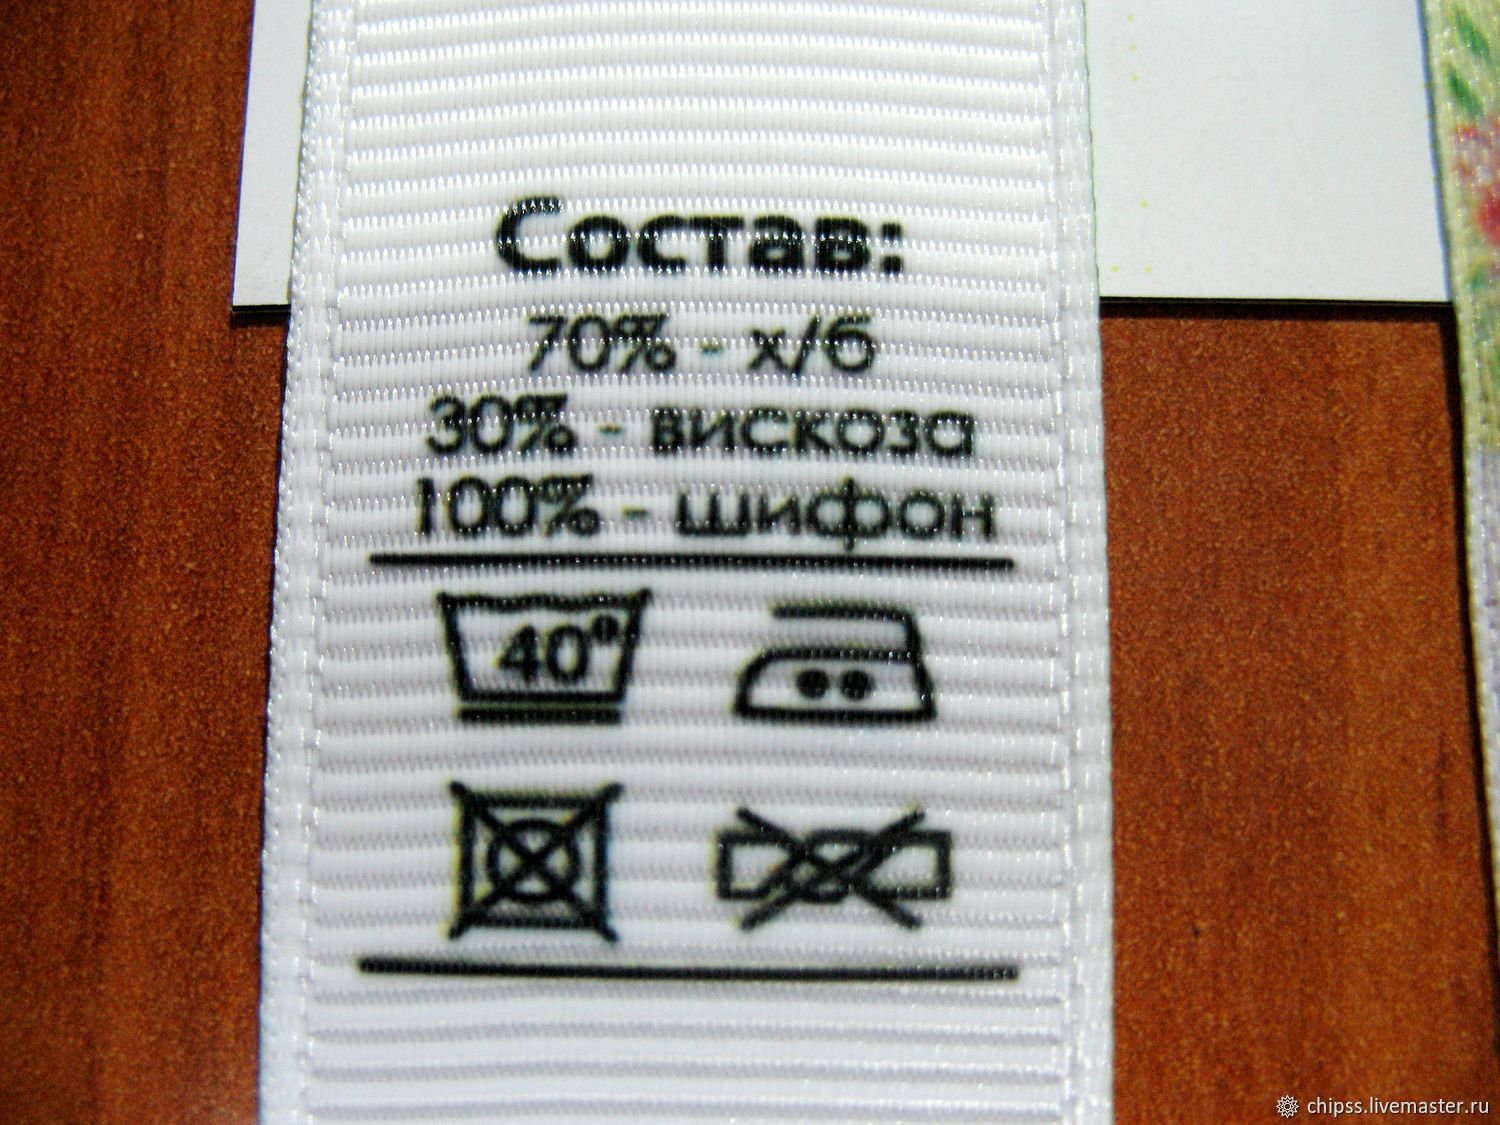 Состав:
70% - х/б
30% - вискоза
100% - шифон
40°
chipss.livemaster.ru